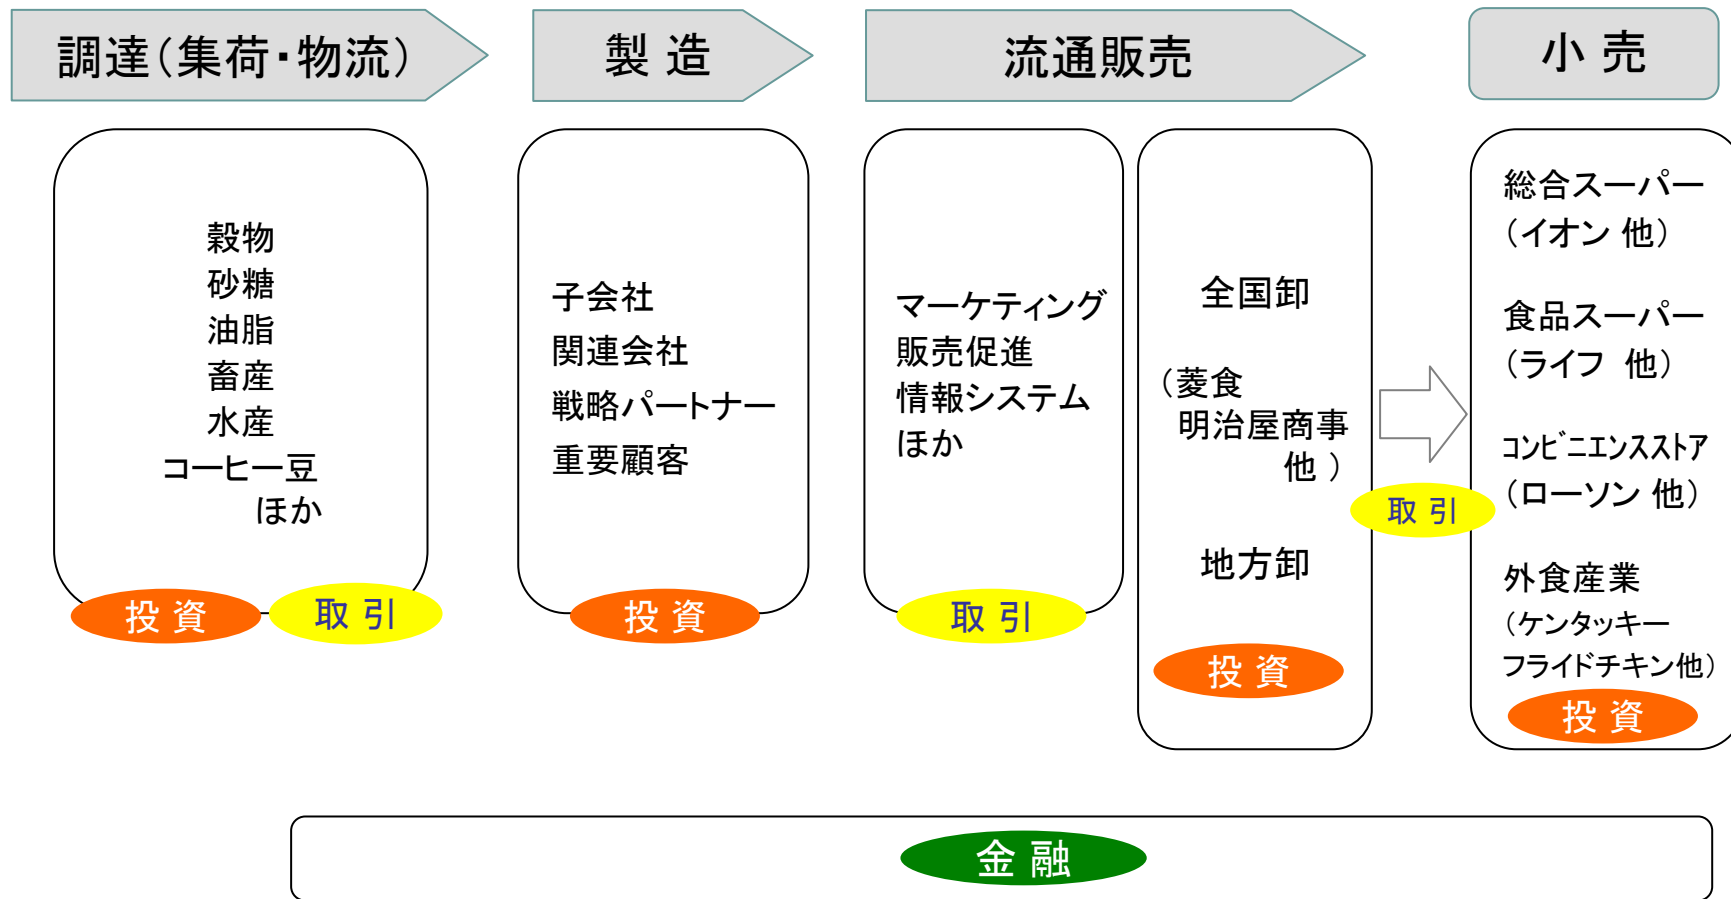 調達（集荷・物流）
製 造
流通販売
小 売
穀物
砂糖
油脂
畜産
水産
コーヒー豆
ほか
投 資
取 引
子会社
関連会社
戦略パートナー
重要顧客
投 資
マーケティング
販売促進
情報システム
ほか
取 引
全国卸
（菱食
明治屋商事
他 ）
地方卸
投 資
取 引
総合スーパー
（イオン 他）
食品スーパー
（ライフ 他）
コンビニエンスストア
（ローソン 他）
外食産業
（ケンタッキー
フライドチキン他）
投 資
金 融